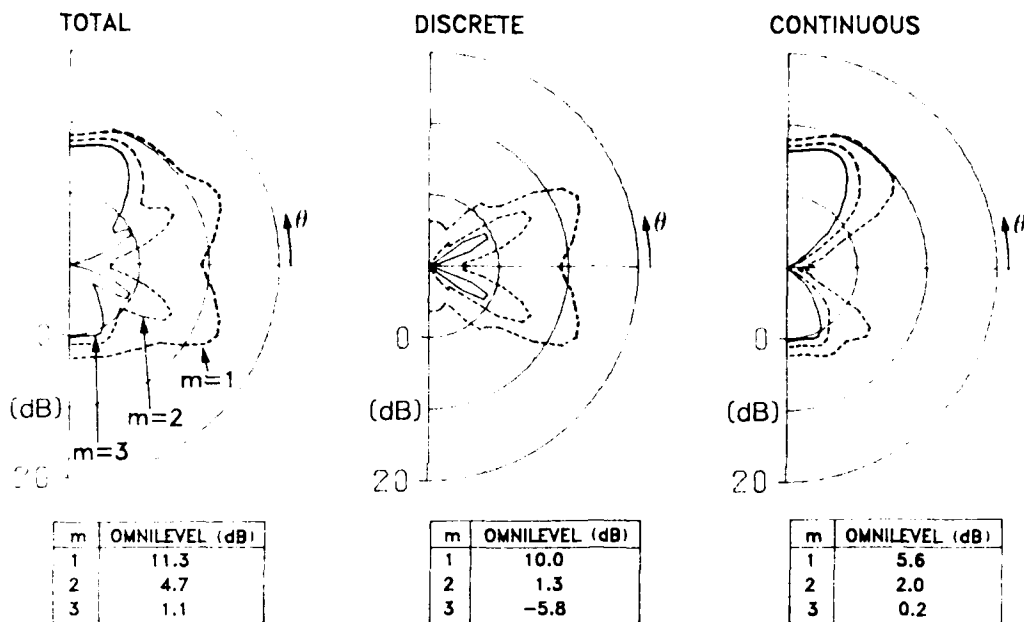 TOTAL
DISCRETE
CONTINUOUS
θ
θ
0
0
0
m=1
m=2
m=3
(dB)
(dB)
(dB)
20
20
20
m OMNILEVEL (dB)
1 11.3
2 4.7
3 1.1
m OMNILEVEL (dB)
1 10.0
2 1.3
3 -5.8
m OMNILEVEL (dB)
1 5.6
2 2.0
3 0.2